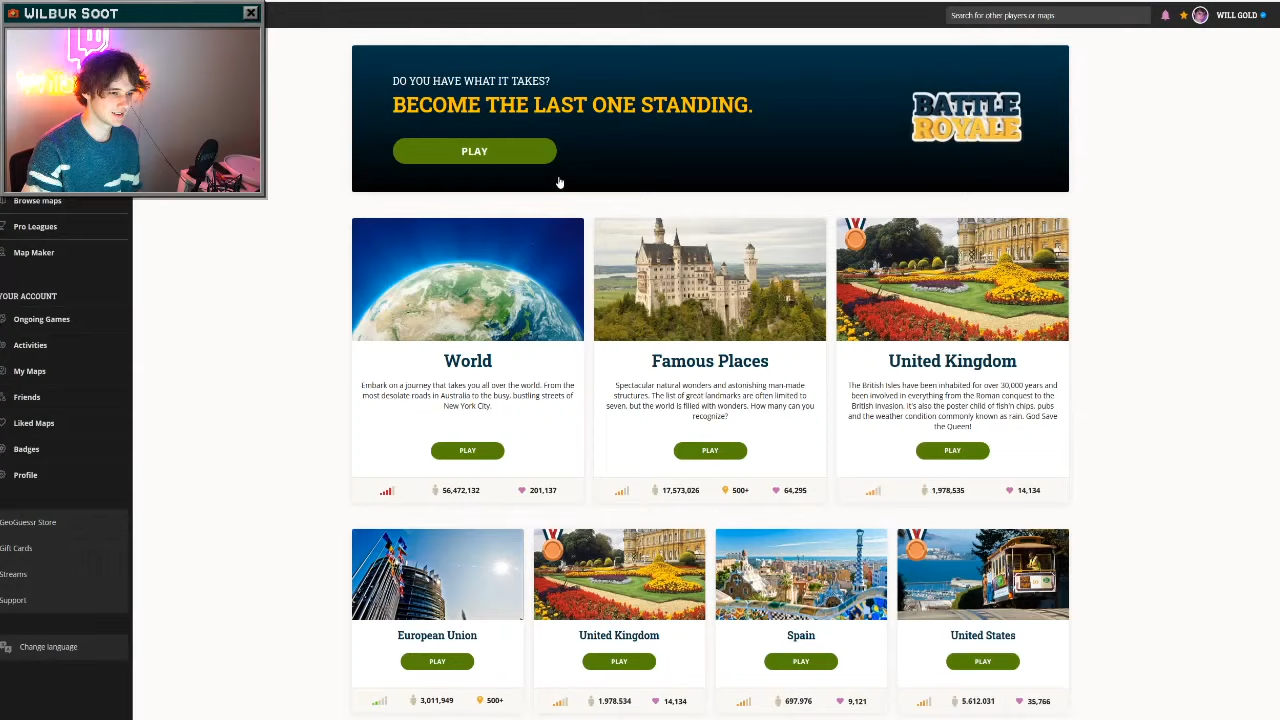 WILBUR SOOT
Search for other players or maps
WILL GOLD
DO YOU HAVE WHAT IT TAKES?
BECOME THE LAST ONE STANDING.
PLAY
BATTLE
ROYALE
Browse maps
Pro Leagues
Map Maker
YOUR ACCOUNT
Ongoing Games
Activities
My Maps
Friends
Liked Maps
Badges
Profile
GeoGuessr Store
Gift Cards
Streams
Support
Change language
World
Embark on a journey that takes you all over the world. From the
most desolate roads in Australia to the busy, bustling streets of
New York City.
PLAY
56,472,132
201,137
Famous Places
Spectacular natural wonders and astonishing man-made
structures. The list of great landmarks are often limited to
seven, but the world is filled with wonders. How many can you
recognize?
PLAY
17,573,026
500+
64,295
United Kingdom
The British Isles have been inhabited for over 30,000 years and
been involved in everything from the Roman conquest to the
British invasion. It's also the poster child of fish'n chips, pubs
and the weather condition commonly known as rain. God Save
the Queen!
PLAY
1,978,535
14,134
European Union
PLAY
3,011,949
500+
United Kingdom
PLAY
1,978,534
14,134
Spain
PLAY
697,976
9,121
United States
PLAY
5,612,031
35,766